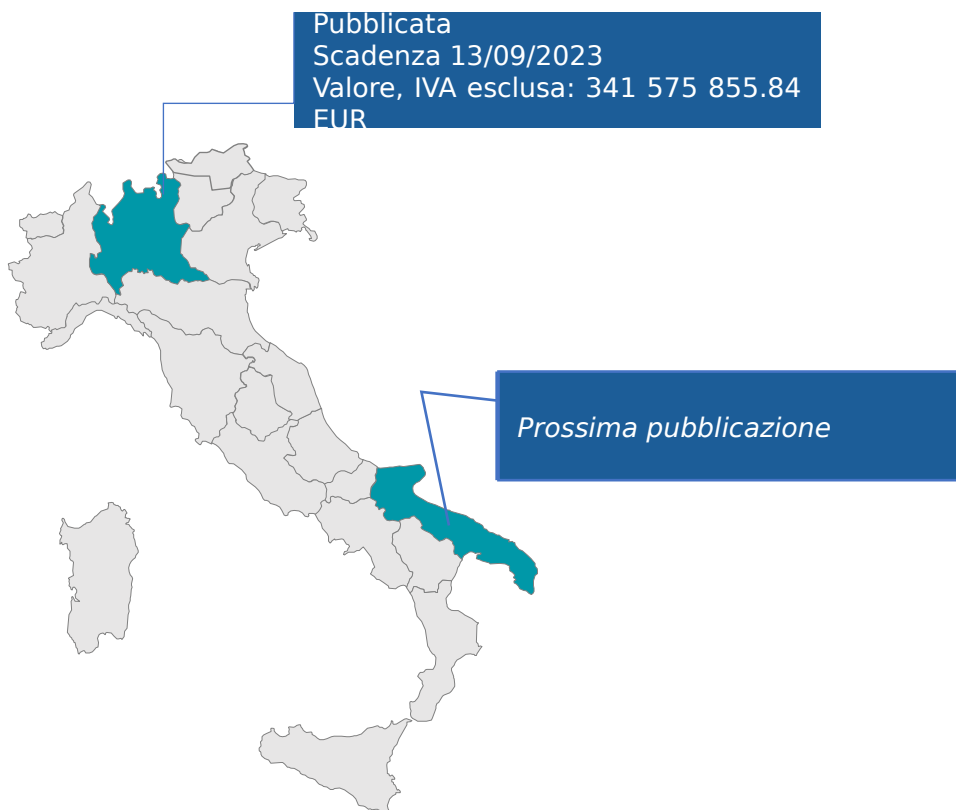 Pubblicata
Scadenza 13/09/2023
Valore, IVA esclusa: 341 575 855.84
EUR
Prossima pubblicazione